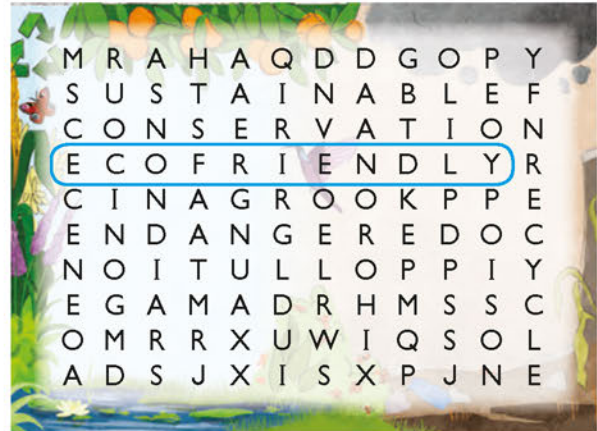 M R A H A Q D D G O P Y
S U S T A I N A B L E F
C O N S E R V A T I O N
E C O F R I E N D L Y R
C I N A G R O O K P P E
E N D A N G E R E D O C
N O I T U L L O P P I Y
E G A M A D R H M S S C
O M R R X U W I Q S O L
A D S J X I S X P J N E